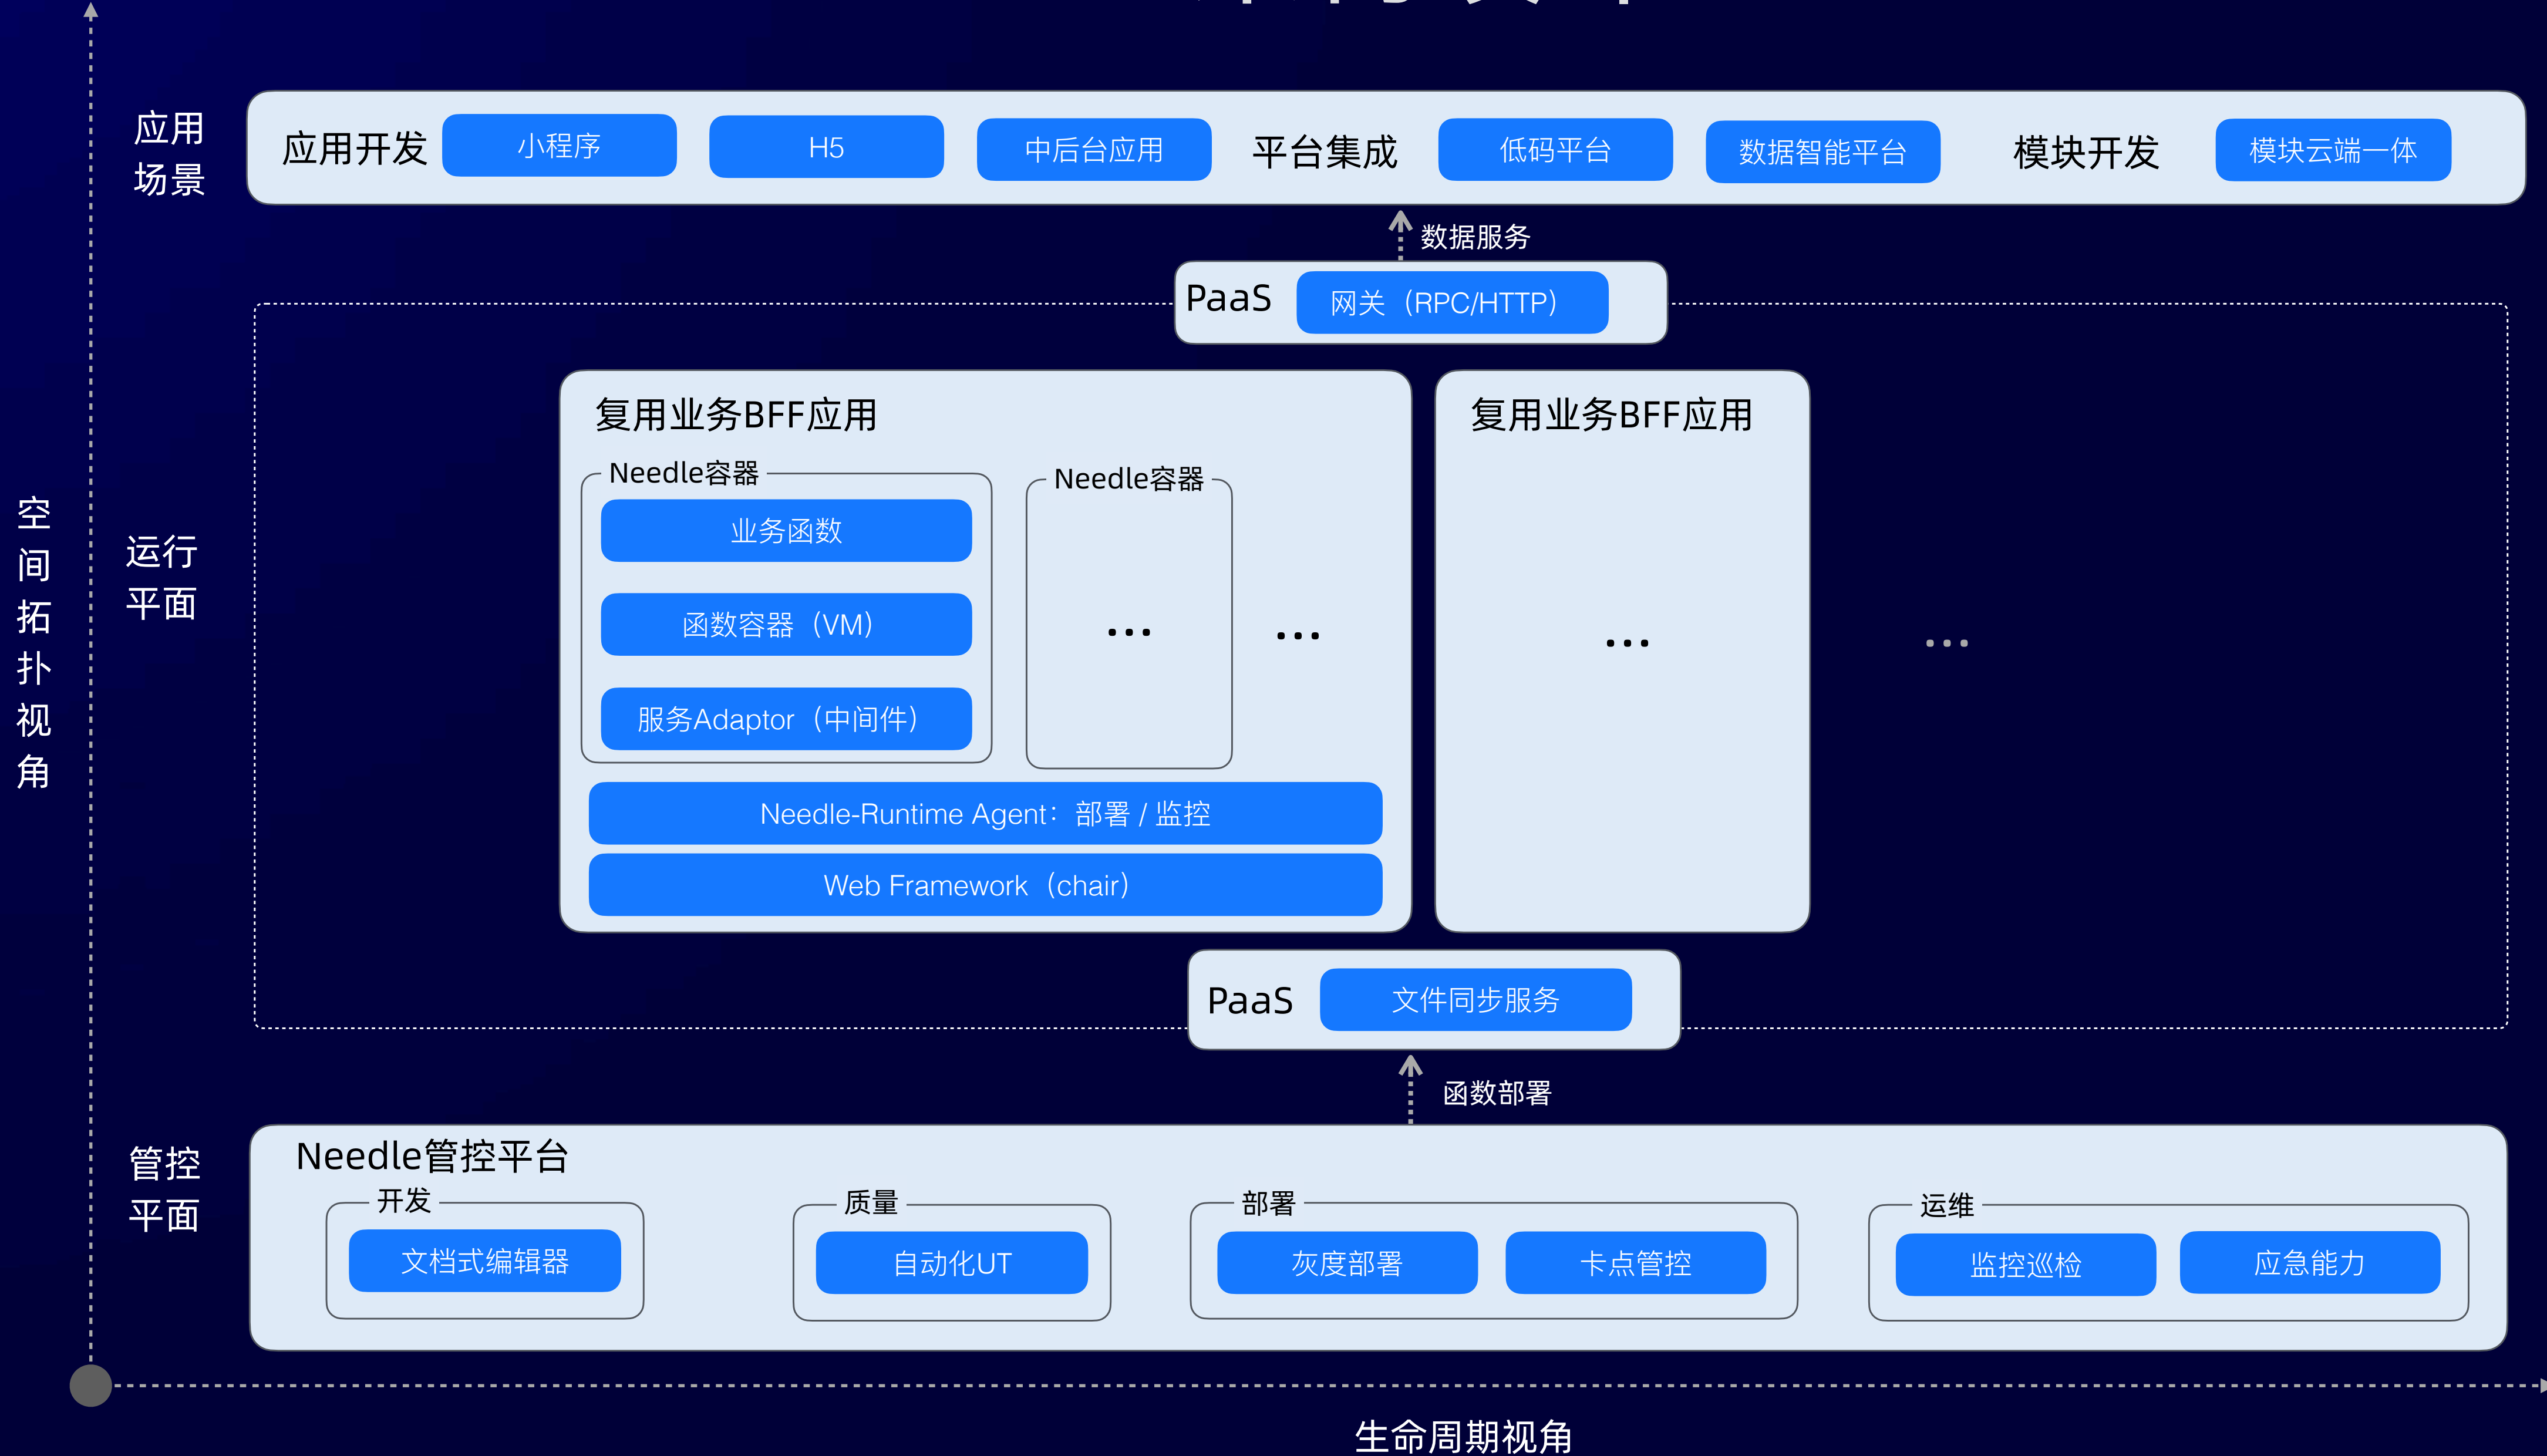 应用
场景
应用开发
小程序
H5
中后台应用
平台集成
低码平台
数据智能平台
模块开发
模块云端一体
数据服务
PaaS
网关（RPC/HTTP）
空
间
拓
扑
视
角
运行
平面
复用业务BFF应用
Needle容器
业务函数
函数容器（VM）
服务Adaptor（中间件）
Needle容器
...
...
Needle-Runtime Agent：部署 / 监控
Web Framework（chair）
复用业务BFF应用
...
...
PaaS
文件同步服务
函数部署
管控
平面
Needle管控平台
开发
文档式编辑器
质量
自动化UT
部署
灰度部署
卡点管控
运维
监控巡检
应急能力
生命周期视角